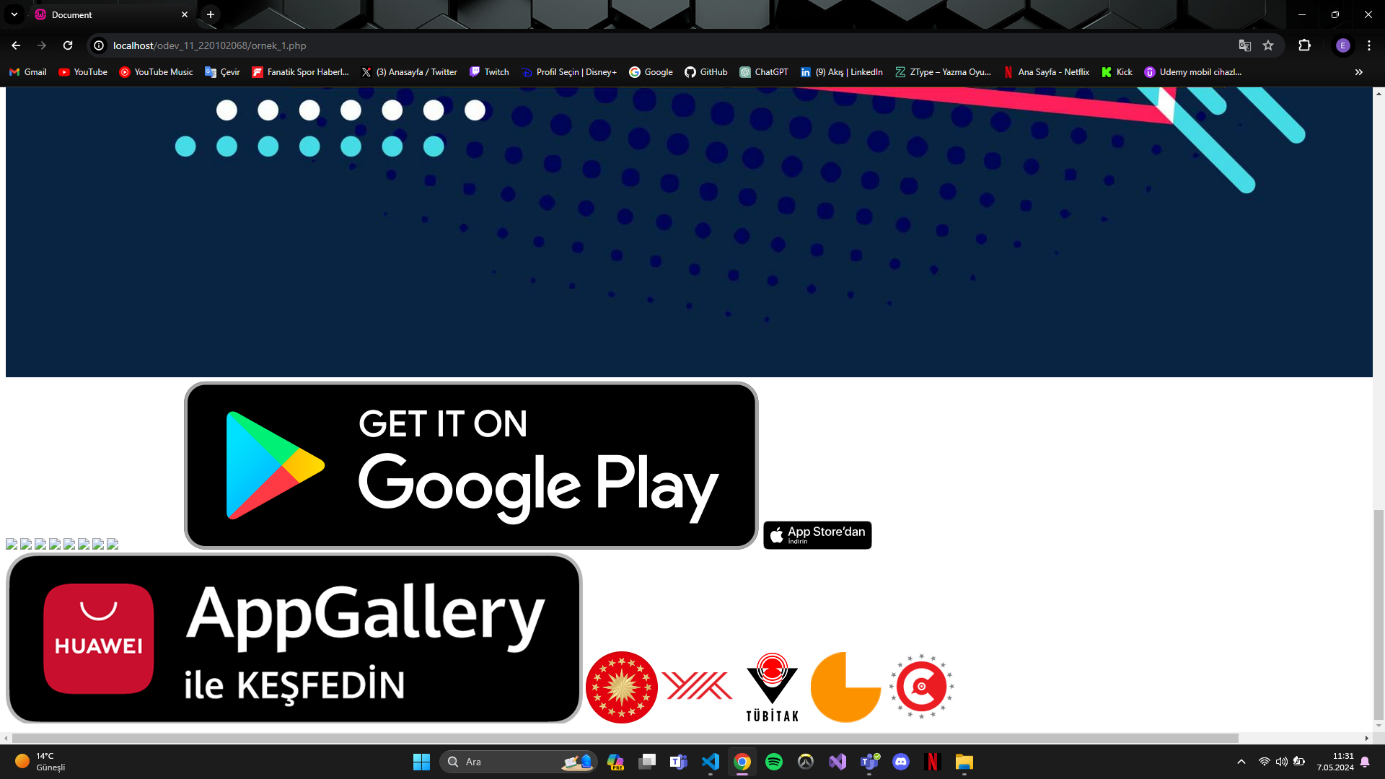 Document
localhost/odev_11_220102068/ornek_1.php
E
Gmail
YouTube
YouTube Music
Çevir
Fanatik Spor Haberl...
(3) Anasayfa / Twitter
Twitch
Profil Seçin | Disney+
Google
GitHub
ChatGPT
(9) Akış | LinkedIn
ZType – Yazma Oyu...
Ana Sayfa - Netflix
Kick
Udemy mobil cihazl...
GET IT ON
Google Play
App Store'dan
İndirin
HUAWEI
AppGallery
ile KEŞFEDİN
TÜBİTAK
14°C
Güneşli
Ara
11:31
7.05.2024